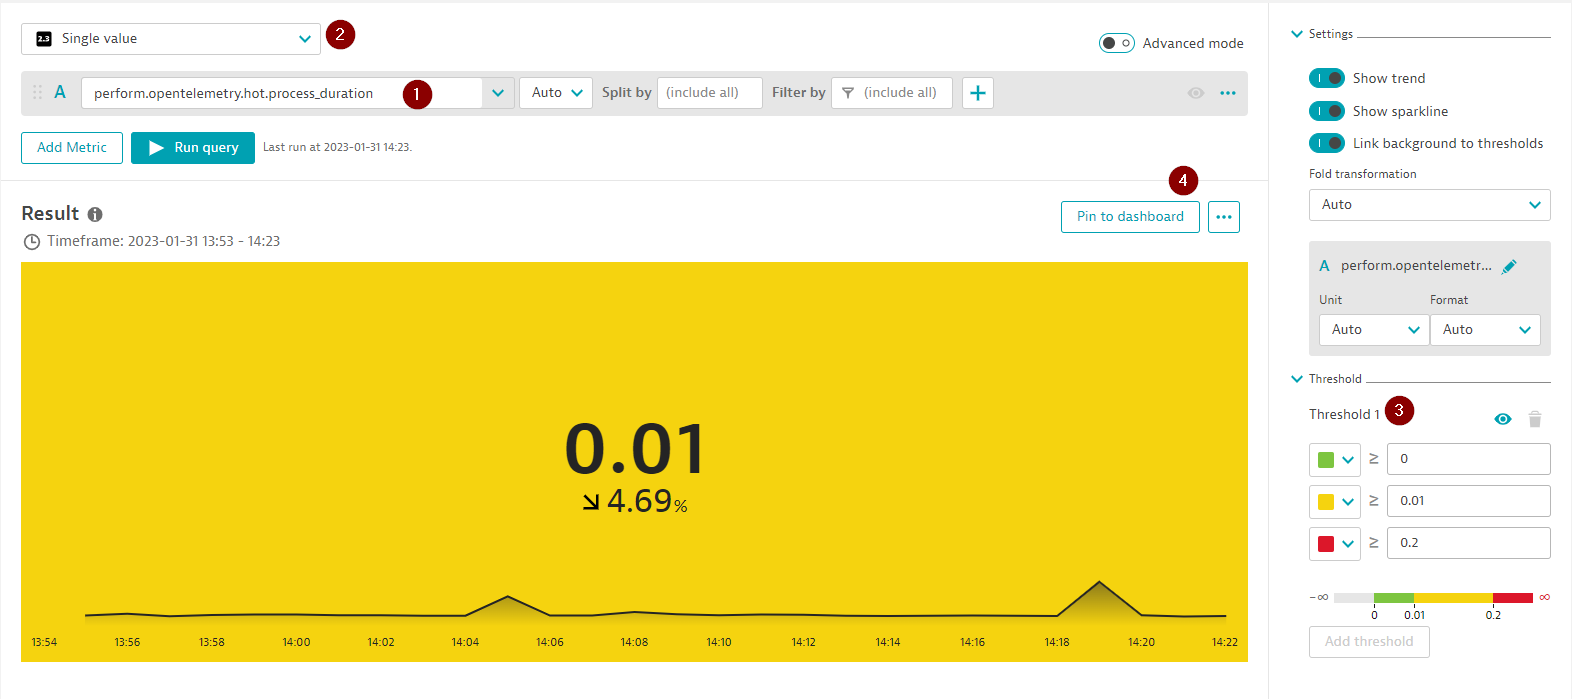 2.3 Single value
2
Advanced mode
A perform.opentelemetry.hot.process_duration 1 Auto Split by (include all) Filter by (include all) +
Add Metric Run query Last run at 2023-01-31 14:23.
Result
Timeframe: 2023-01-31 13:53 - 14:23
4
Pin to dashboard
0.01
4.69%
13:54 13:56 13:58 14:00 14:02 14:04 14:06 14:08 14:10 14:12 14:14 14:16 14:18 14:20 14:22
Settings
Show trend
Show sparkline
Link background to thresholds
Fold transformation
Auto
A perform.opentelemetr...
Unit Format
Auto Auto
Threshold
Threshold 1 3
≥ 0
≥ 0.01
≥ 0.2
-∞ ∞
0 0.01 0.2
Add threshold